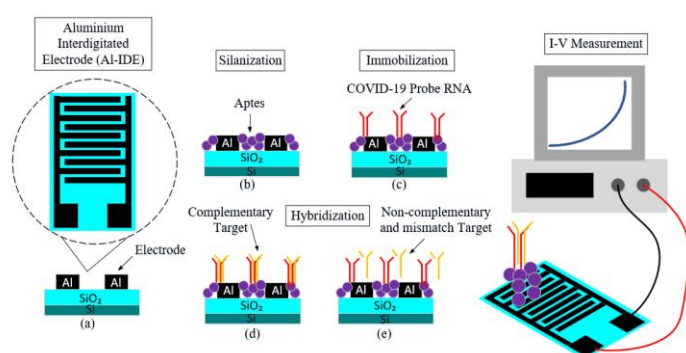 Aluminium
Interdigitated
Electrode (Al-IDE)
Electrode
Al
Al
SiO₂
Si
(a)
Silanization
Aptes
Al
Al
SiO₂
Si
(b)
Immobilization
COVID-19 Probe RNA
Al
Al
SiO₂
Si
(c)
Hybridization
Complementary
Target
Al
Al
SiO₂
Si
(d)
Non-complementary
and mismatch Target
Al
Al
SiO₂
Si
(e)
I-V Measurement